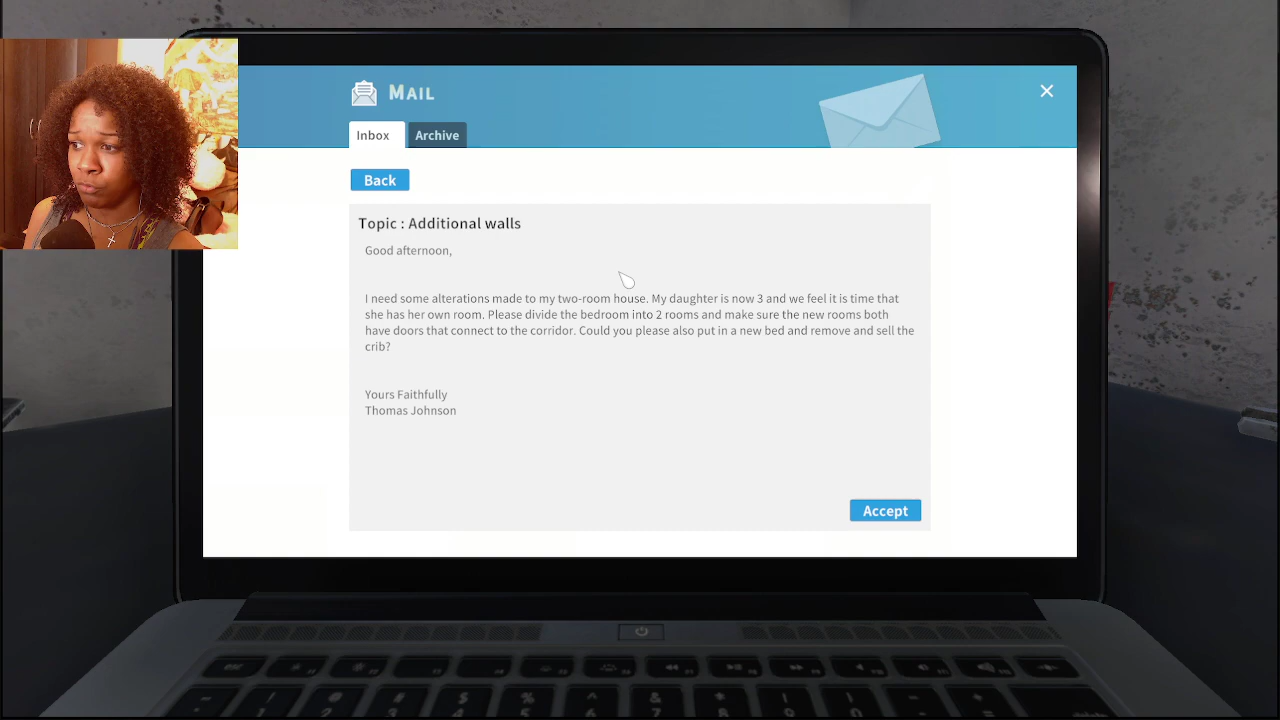 MAIL
Inbox
Archive
Back
Topic : Additional walls
Good afternoon,
I need some alterations made to my two-room house. My daughter is now 3 and we feel it is time that
she has her own room. Please divide the bedroom into 2 rooms and make sure the new rooms both
have doors that connect to the corridor. Could you please also put in a new bed and remove and sell the
crib?
Yours Faithfully
Thomas Johnson
Accept